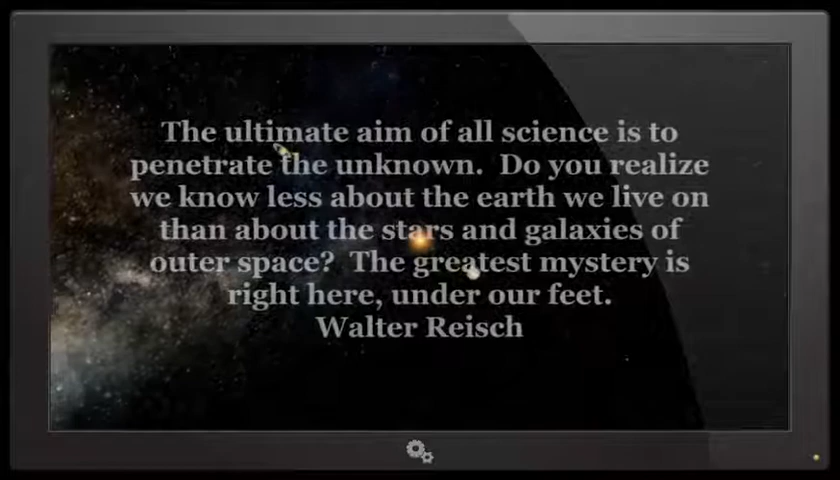 The ultimate aim of all science is to
penetrate the unknown.  Do you realize
we know less about the earth we live on
than about the stars and galaxies of
outer space?  The greatest mystery is
right here, under our feet.
Walter Reisch